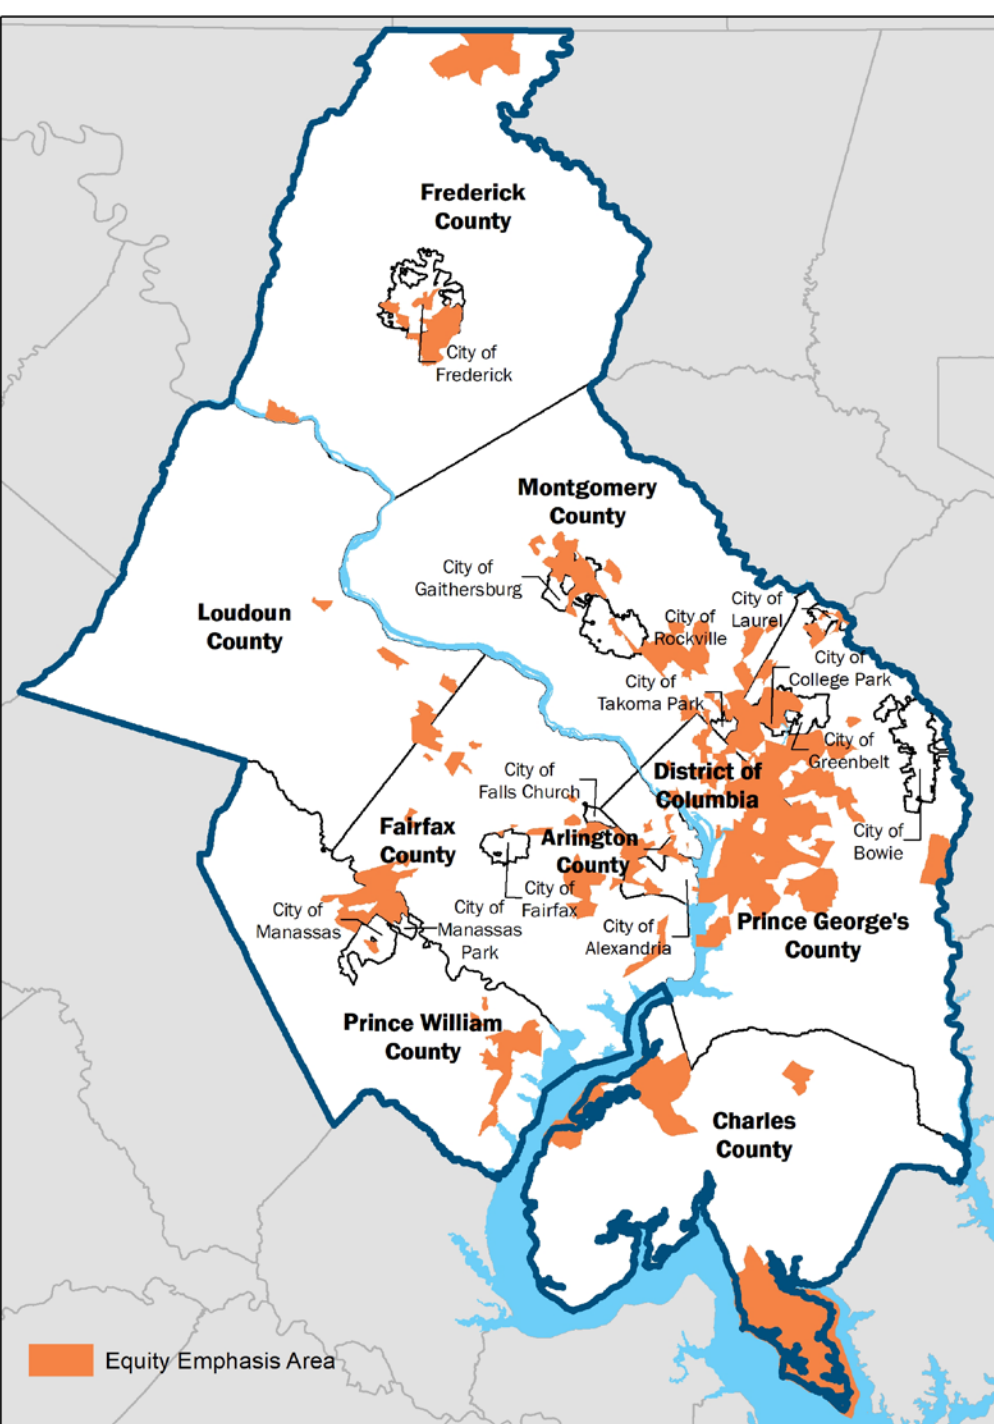 Frederick
County
City of
Frederick
Montgomery
County
City of
Gaithersburg
City of
Rockville
City of
Laurel
Loudoun
County
City of
College Park
City of
Takoma Park
City of
Greenbelt
City of
Falls Church
District of
Columbia
City of
Bowie
Fairfax
County
Arlington
County
City of
Fairfax
City of
Manassas
City of
Manassas
Park
City of
Alexandria
Prince George's
County
Prince William
County
Charles
County
Equity Emphasis Area